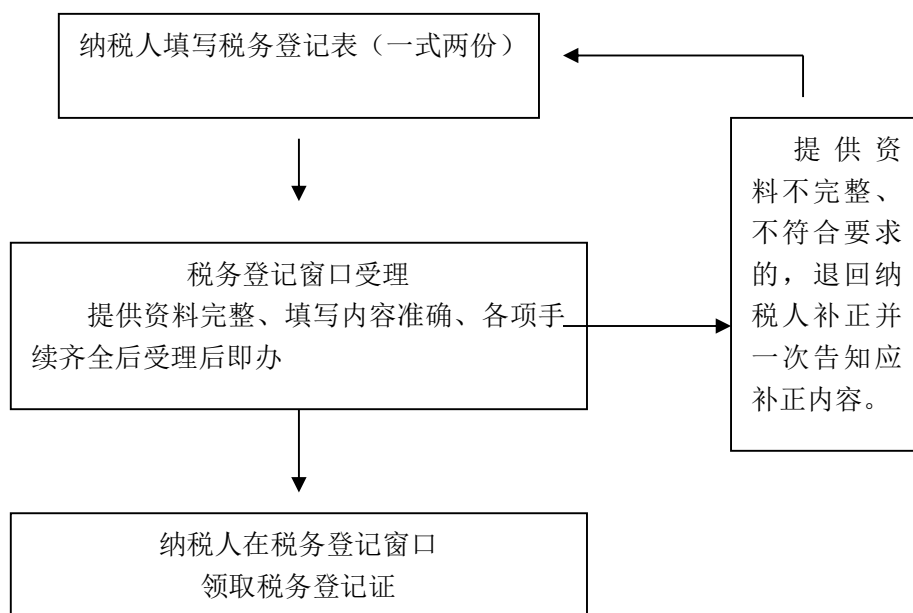 纳税人填写税务登记表（一式两份）
税务登记窗口受理
提供资料完整、填写内容准确、各项手
续齐全后受理后即办
提供资
料不完整、
不符合要求
的，退回纳
税人补正并
一次告知应
补正内容。
纳税人在税务登记窗口
领取税务登记证